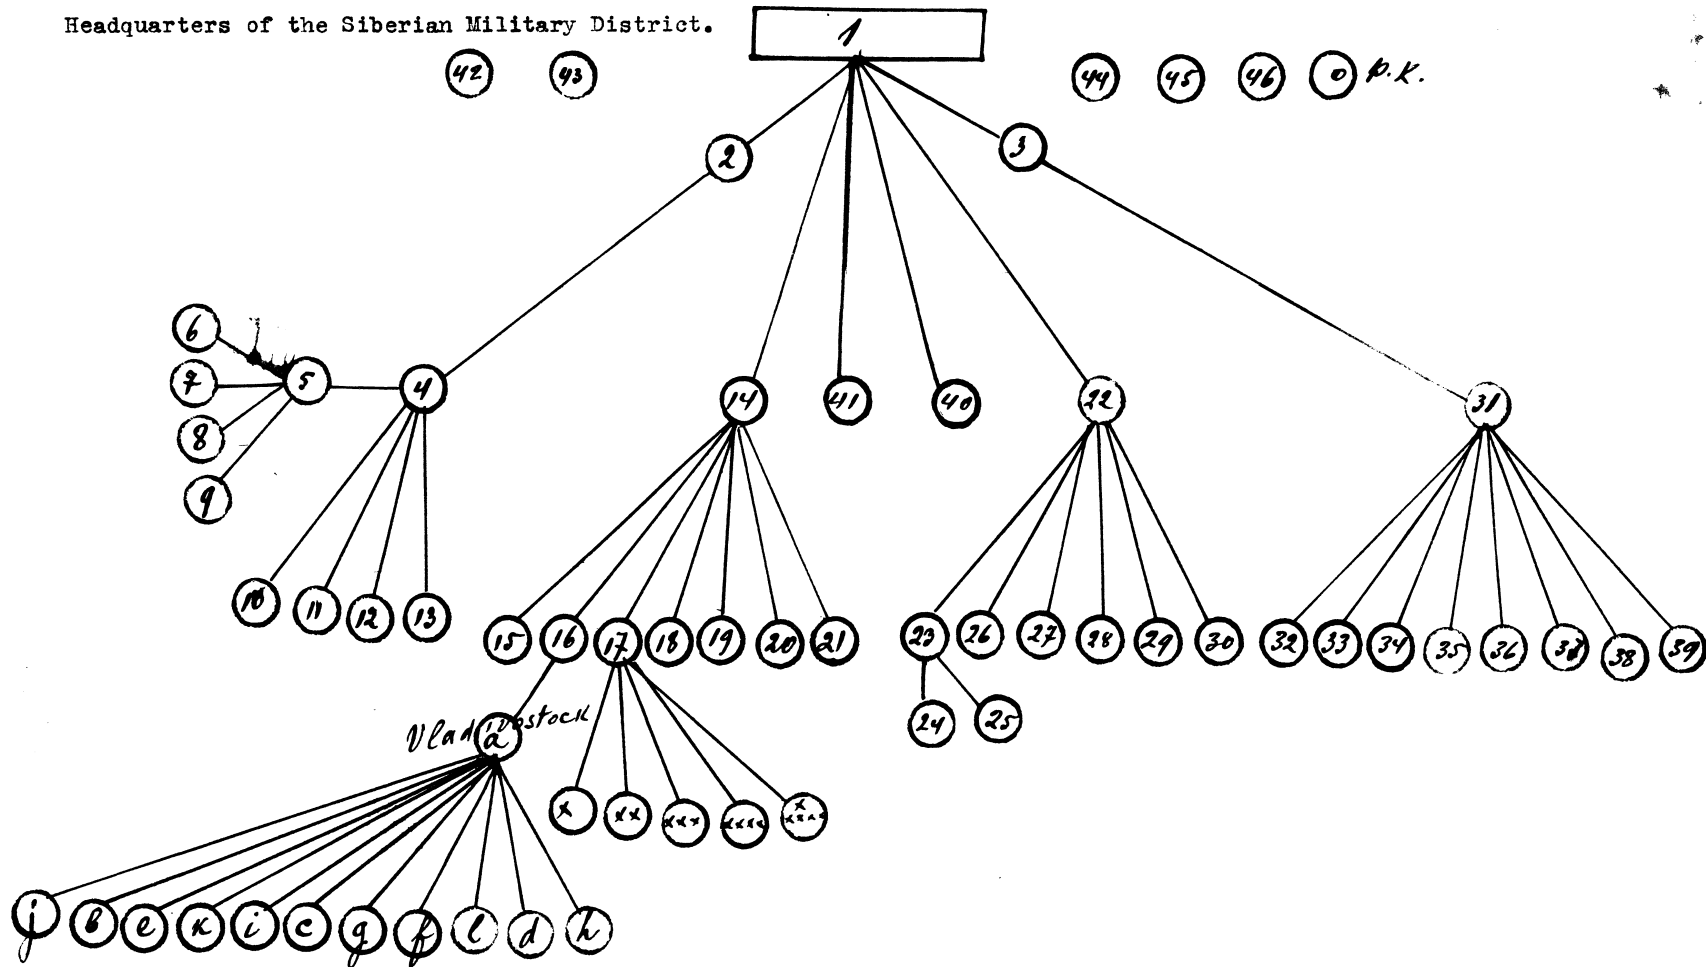 Headquarters of the Siberian Military District.
1
42 43 44 45 46 0 p.K.
2 3
6
7 5 4 14 41 40 22 31
8
9
10 11 12 13
15 16 17 18 19 20 21 23 26 27 28 29 30 32 33 34 35 36 38 39
24 25
Vladivostock
a
x xx xxx xxxx x xxxx
j b e k i c g f l d h